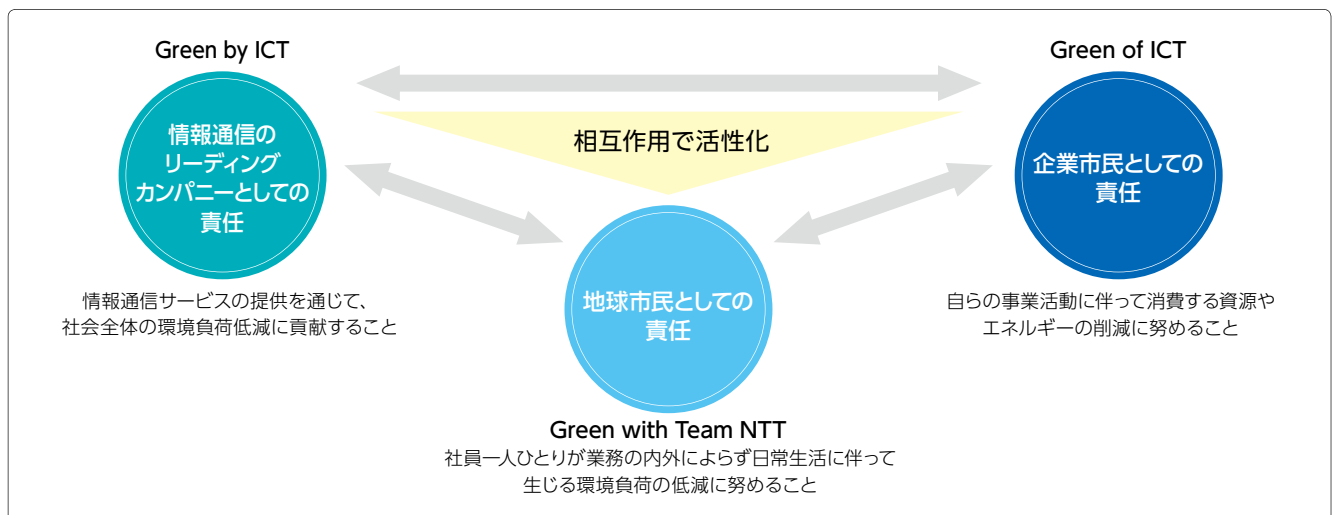 Green by ICT
情報通信の
リーディング
カンパニーとしての
責任
情報通信サービスの提供を通じて、
社会全体の環境負荷低減に貢献すること
相互作用で活性化
Green of ICT
企業市民としての
責任
自らの事業活動に伴って消費する資源や
エネルギーの削減に努めること
地球市民としての
責任
Green with Team NTT
社員一人ひとりが業務の内外によらず日常生活に伴って
生じる環境負荷の低減に努めること